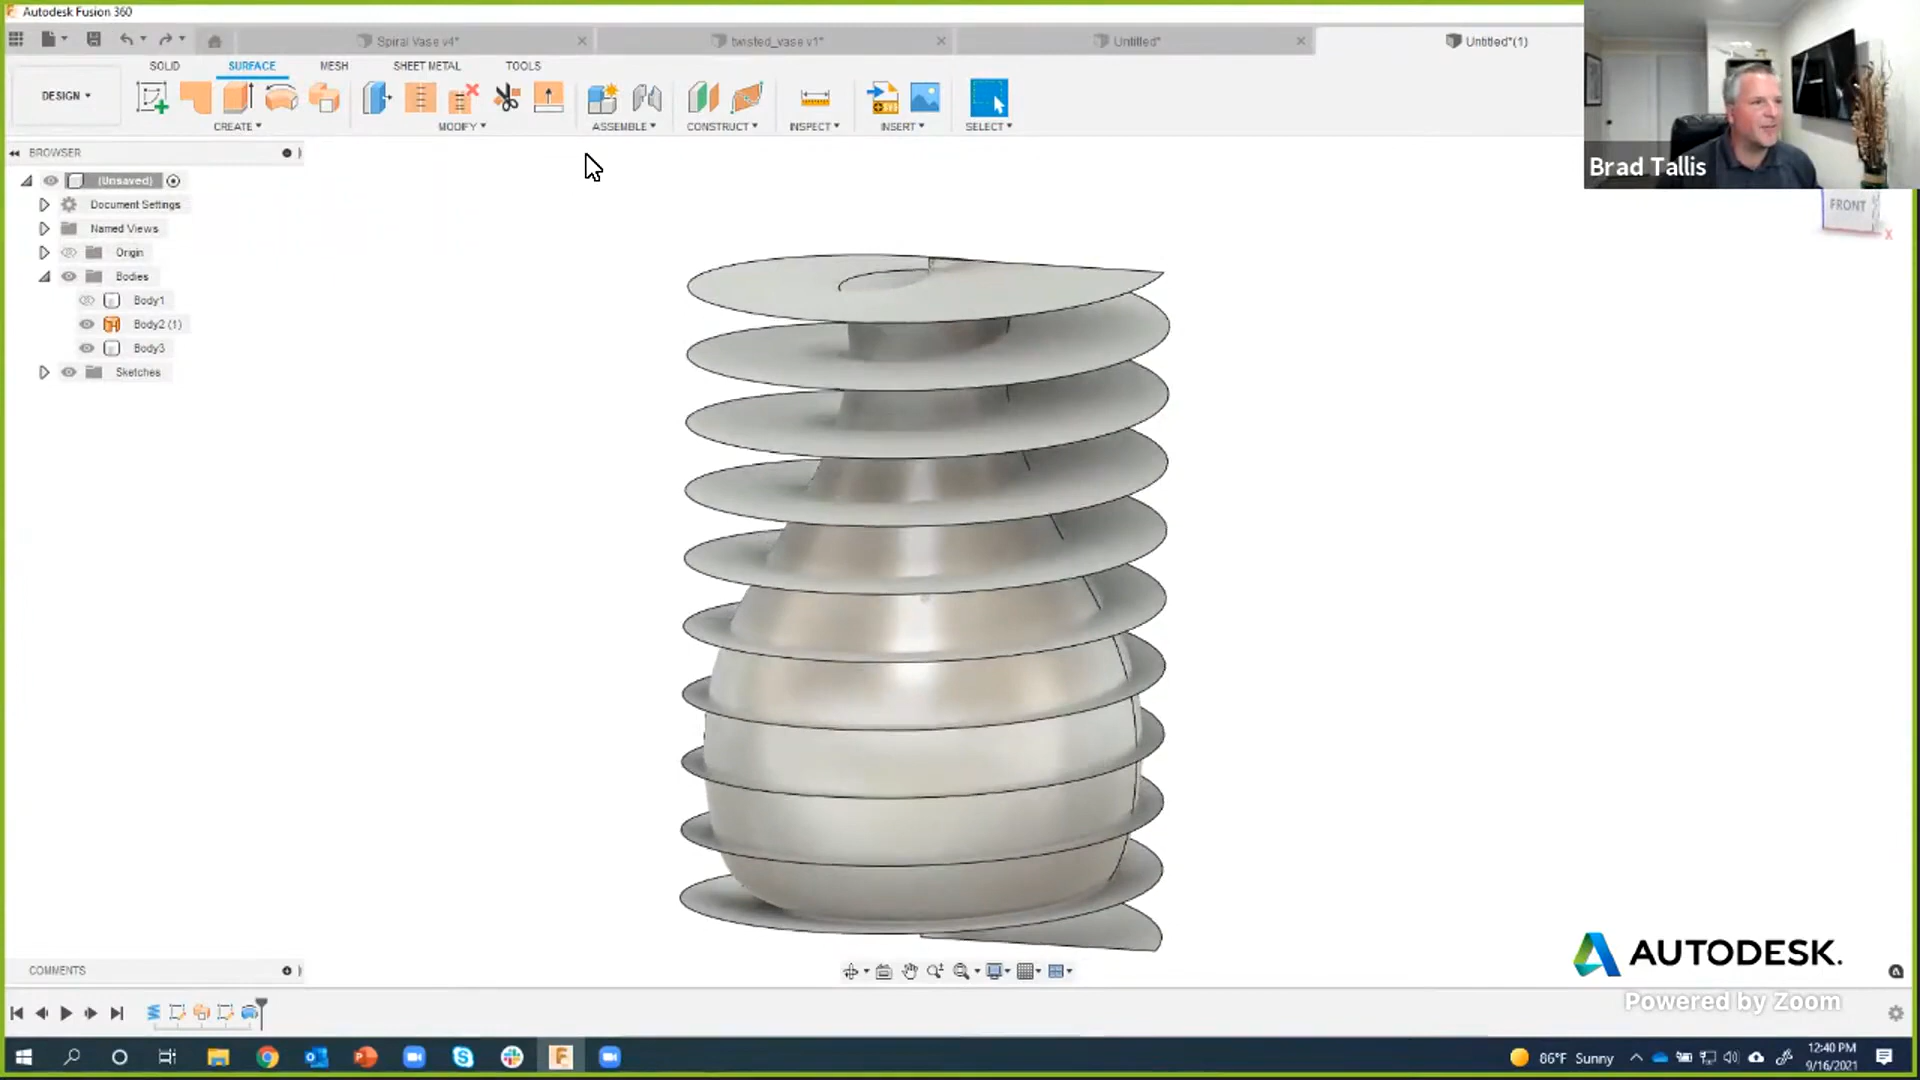 Autodesk Fusion 360
Spiral Vase v4*
twisted_vase v1*
Untitled*
Untitled*(1)
SOLID
SURFACE
MESH
SHEET METAL
TOOLS
DESIGN
CREATE
MODIFY
ASSEMBLE
CONSTRUCT
INSPECT
INSERT
SELECT
Brad Tallis
FRONT
X
BROWSER
(Unsaved)
Document Settings
Named Views
Origin
Bodies
Body1
Body2 (1)
Body3
Sketches
COMMENTS
AUTODESK.
Powered by Zoom
86°F Sunny
12:40 PM
9/16/2021